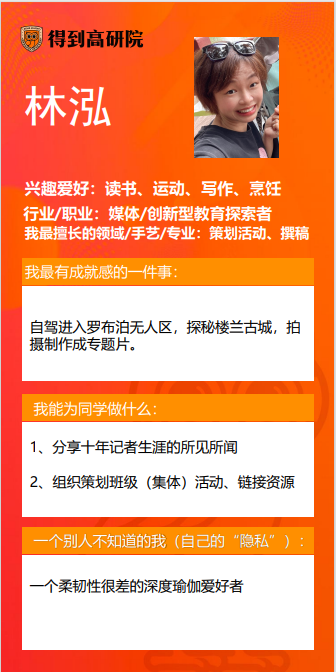 得到高研院
林泓
兴趣爱好：读书、运动、写作、烹饪
行业/职业：媒体/创新型教育探索者
我最擅长的领域/手艺/专业：策划活动、撰稿
我最有成就感的一件事：
自驾进入罗布泊无人区，探秘楼兰古城，拍
摄制作成专题片。
我能为同学做什么：
1、分享十年记者生涯的所见所闻
2、组织策划班级（集体）活动、链接资源
一个别人不知道的我（自己的“隐私”）：
一个柔韧性很差的深度瑜伽爱好者